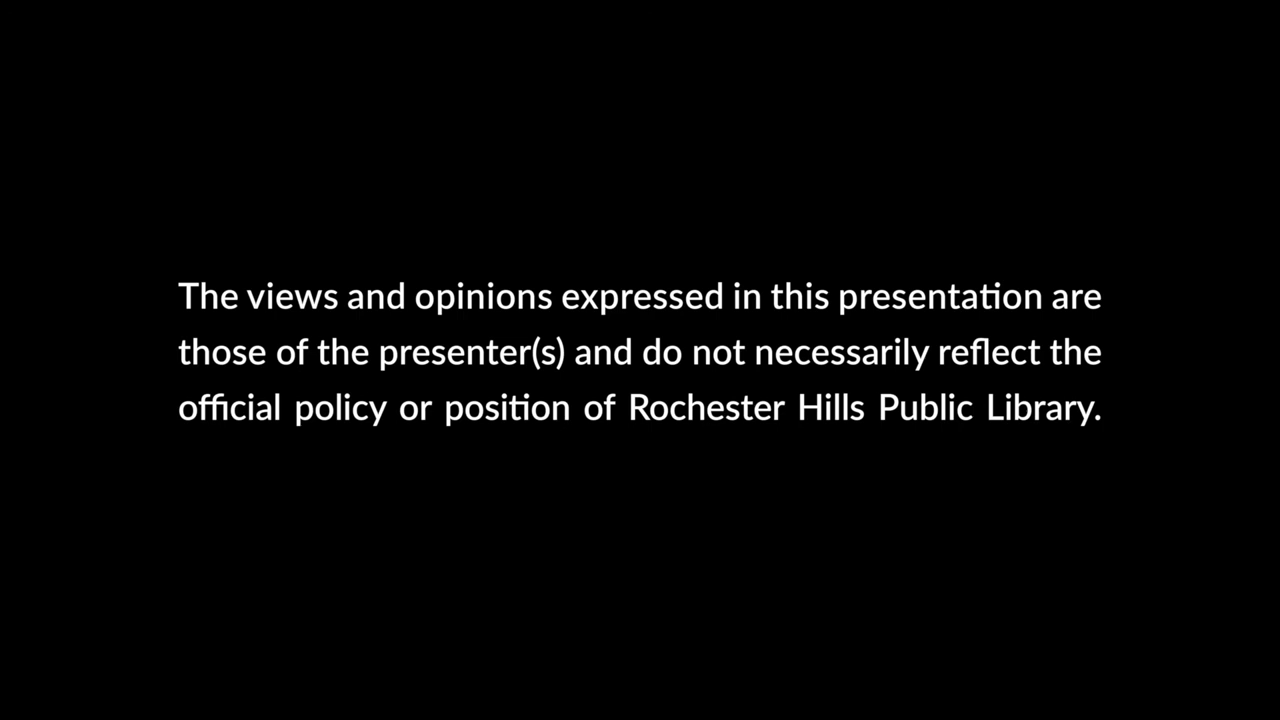 The views and opinions expressed in this presentation are
those of the presenter(s) and do not necessarily reflect the
official policy or position of Rochester Hills Public Library.